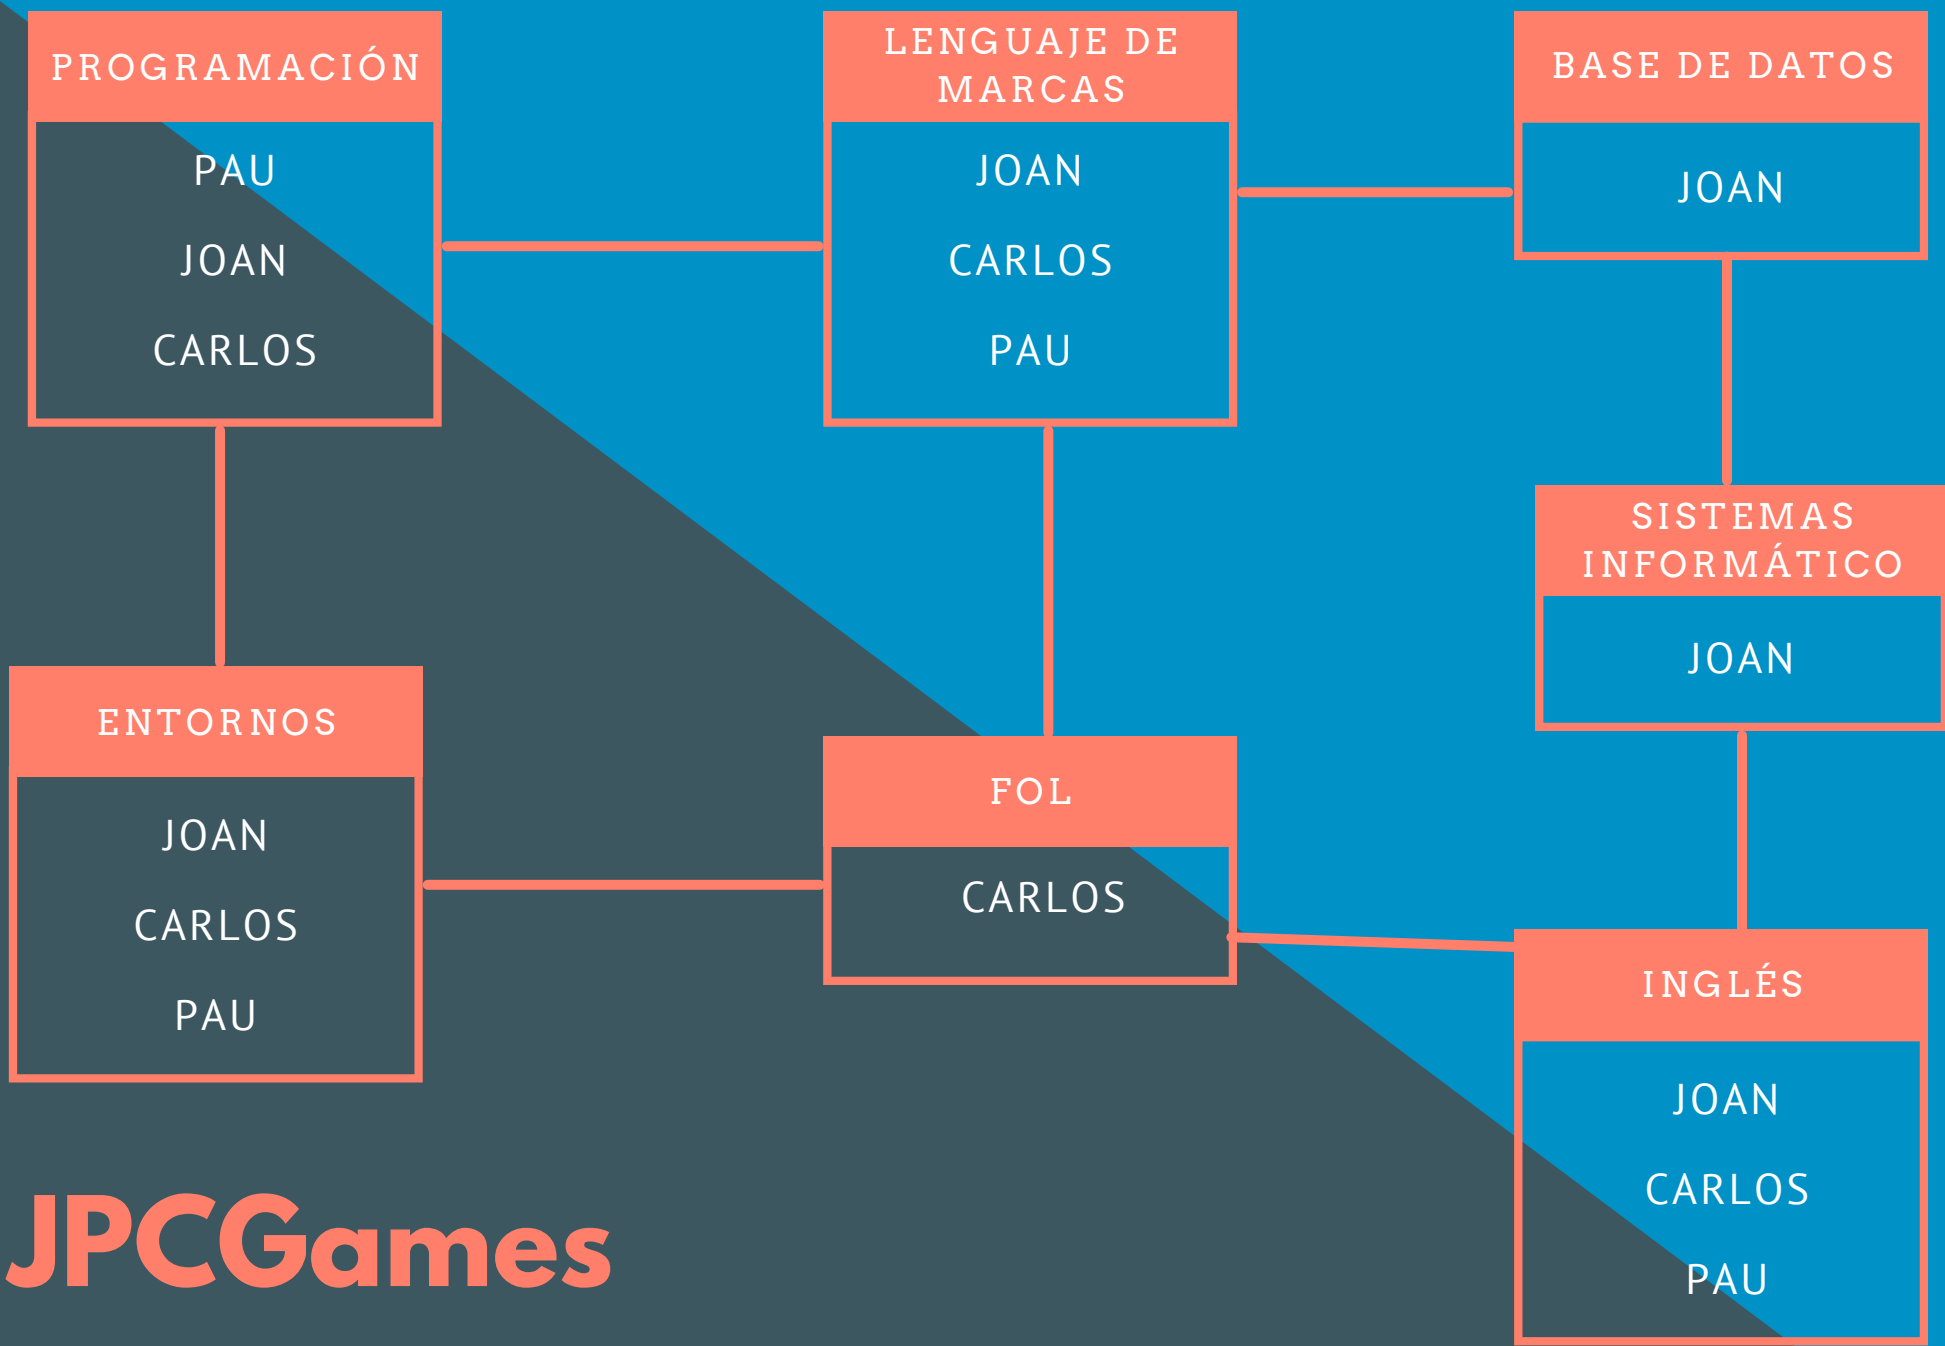 PROGRAMACIÓN
PAU
JOAN
CARLOS
LENGUAJE DE
MARCAS
JOAN
CARLOS
PAU
BASE DE DATOS
JOAN
SISTEMAS
INFORMÁTICO
JOAN
ENTORNOS
JOAN
CARLOS
PAU
FOL
CARLOS
INGLÉS
JOAN
CARLOS
PAU
JPCGames